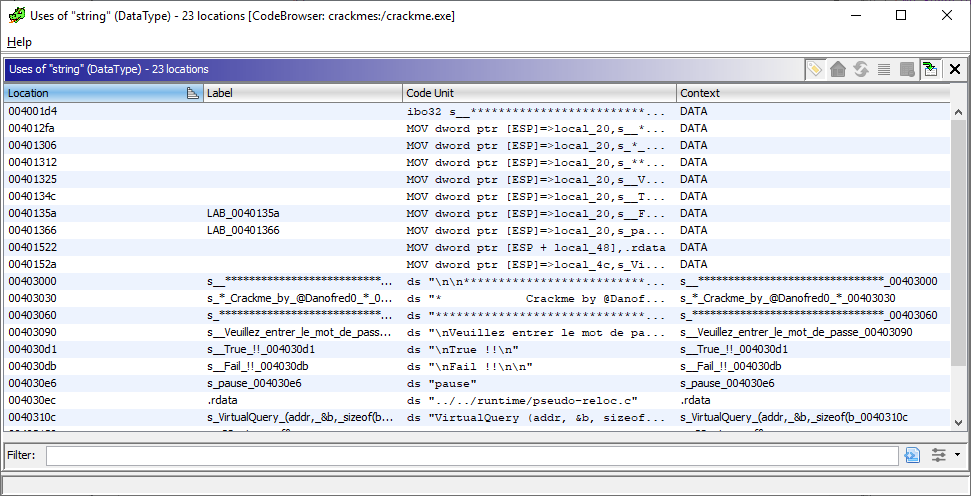 Uses of "string" (DataType) - 23 locations [CodeBrowser: crackmes:/crackme.exe]
Help
Uses of "string" (DataType) - 23 locations
Location Label Code Unit Context
004001d4 ibo32 s__*************************... DATA
004012fa MOV dword ptr [ESP]=>local_20,s__*... DATA
00401306 MOV dword ptr [ESP]=>local_20,s_*_... DATA
00401312 MOV dword ptr [ESP]=>local_20,s_**... DATA
00401325 MOV dword ptr [ESP]=>local_20,s__V... DATA
0040134c MOV dword ptr [ESP]=>local_20,s__T... DATA
0040135a LAB_0040135a MOV dword ptr [ESP]=>local_20,s__F... DATA
00401366 LAB_00401366 MOV dword ptr [ESP]=>local_20,s_pa... DATA
00401522 MOV dword ptr [ESP + local_48],.rdata DATA
0040152a MOV dword ptr [ESP]=>local_4c,s_Vi... DATA
00403000 s__**************************... ds "\n\n**************************... s__*******************************_00403000
00403030 s_*_Crackme_by_@Danofred0_*_0... ds "* Crackme by @Danof... s_*_Crackme_by_@Danofred0_*_00403030
00403060 s_***************************... ds "******************************... s_********************************_00403060
00403090 s__Veuillez_entrer_le_mot_de_pass... ds "\nVeuillez entrer le mot de pa... s__Veuillez_entrer_le_mot_de_passe_00403090
004030d1 s__True_!!_004030d1 ds "\nTrue !!\n" s__True_!!_004030d1
004030db s__Fail_!!_004030db ds "\nFail !!\n\n" s__Fail_!!_004030db
004030e6 s_pause_004030e6 ds "pause" s_pause_004030e6
004030ec .rdata ds "../../runtime/pseudo-reloc.c" .rdata
0040310c s_VirtualQuery_(addr,_&b,_sizeof(b... ds "VirtualQuery (addr, &b, sizeof... s_VirtualQuery_(addr,_&b,_sizeof(b_0040310c
Filter: